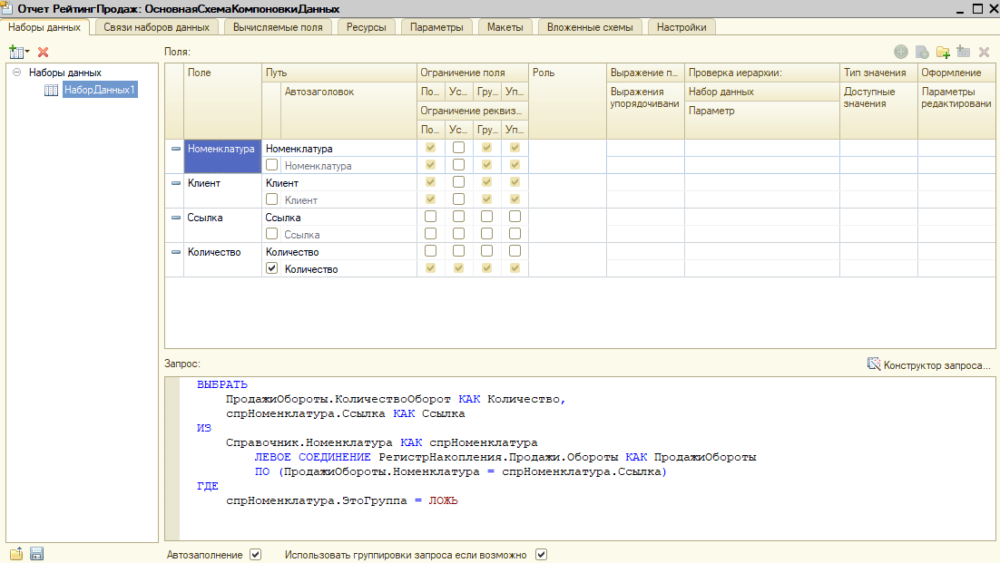 Отчет РейтингПродаж: ОсновнаяСхемаКомпоновкиДанных
Наборы данных Связи наборов данных Вычисляемые поля Ресурсы Параметры Макеты Вложенные схемы Настройки
Поля:
Наборы данных
НаборДанных1
Поле Путь Ограничение поля Роль Выражение п... Проверка иерархии: Тип значения Оформление
Автозаголовок По... Ус... Гру... Уп... Выражения упорядочивани Набор данных Доступные значения Параметры редактировани
Ограничение реквиз... Параметр
По... Ус... Гру... Уп...
Номенклатура Номенклатура
Номенклатура
Клиент Клиент
Клиент
Ссылка Ссылка
Ссылка
Количество Количество
Количество
Запрос: Конструктор запроса...
ВЫБРАТЬ
ПродажиОбороты.КоличествоОборот КАК Количество,
спрНоменклатура.Ссылка КАК Ссылка
ИЗ
Справочник.Номенклатура КАК спрНоменклатура
ЛЕВОЕ СОЕДИНЕНИЕ РегистрНакопления.Продажи.Обороты КАК ПродажиОбороты
ПО (ПродажиОбороты.Номенклатура = спрНоменклатура.Ссылка)
ГДЕ
спрНоменклатура.ЭтоГруппа = ЛОЖЬ
Автозаполнение Использовать группировки запроса если возможно